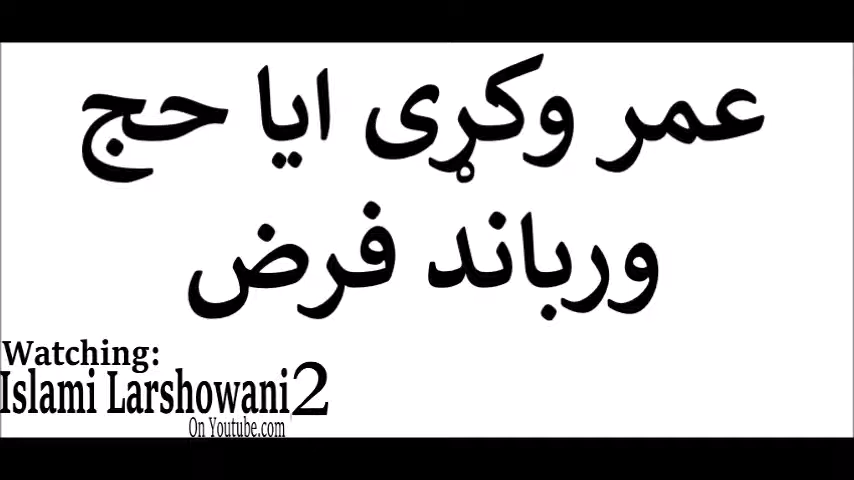 عمر وکړی ایا حج
ورباند فرض
Watching:
Islami Larshowani2
On Youtube.com